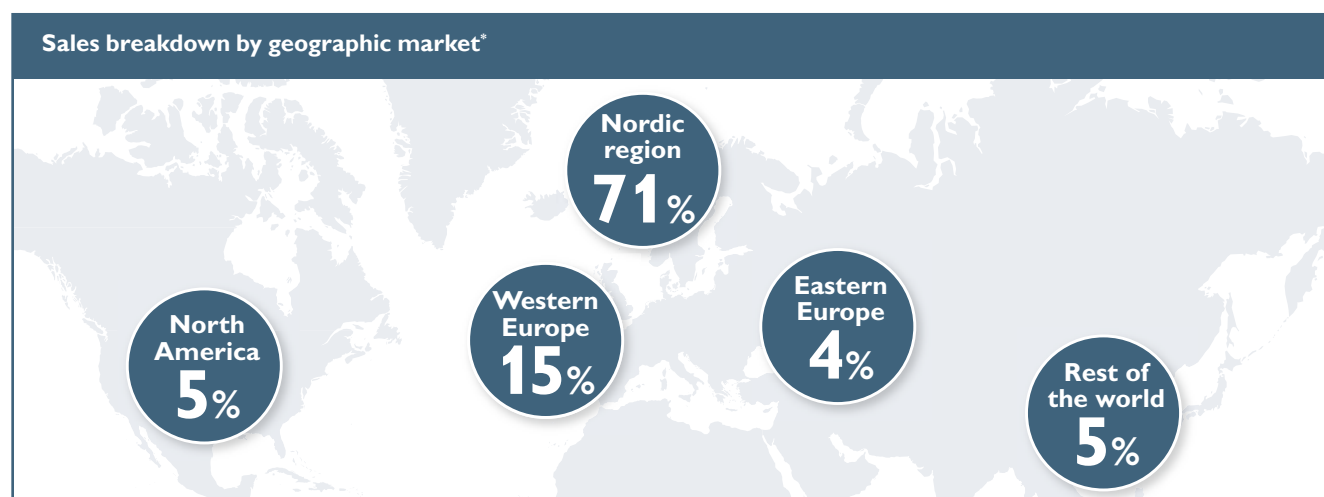 Sales breakdown by geographic market*
Nordic
region
71%
Western
Europe
15%
Eastern
Europe
4%
North
America
5%
Rest of
the world
5%